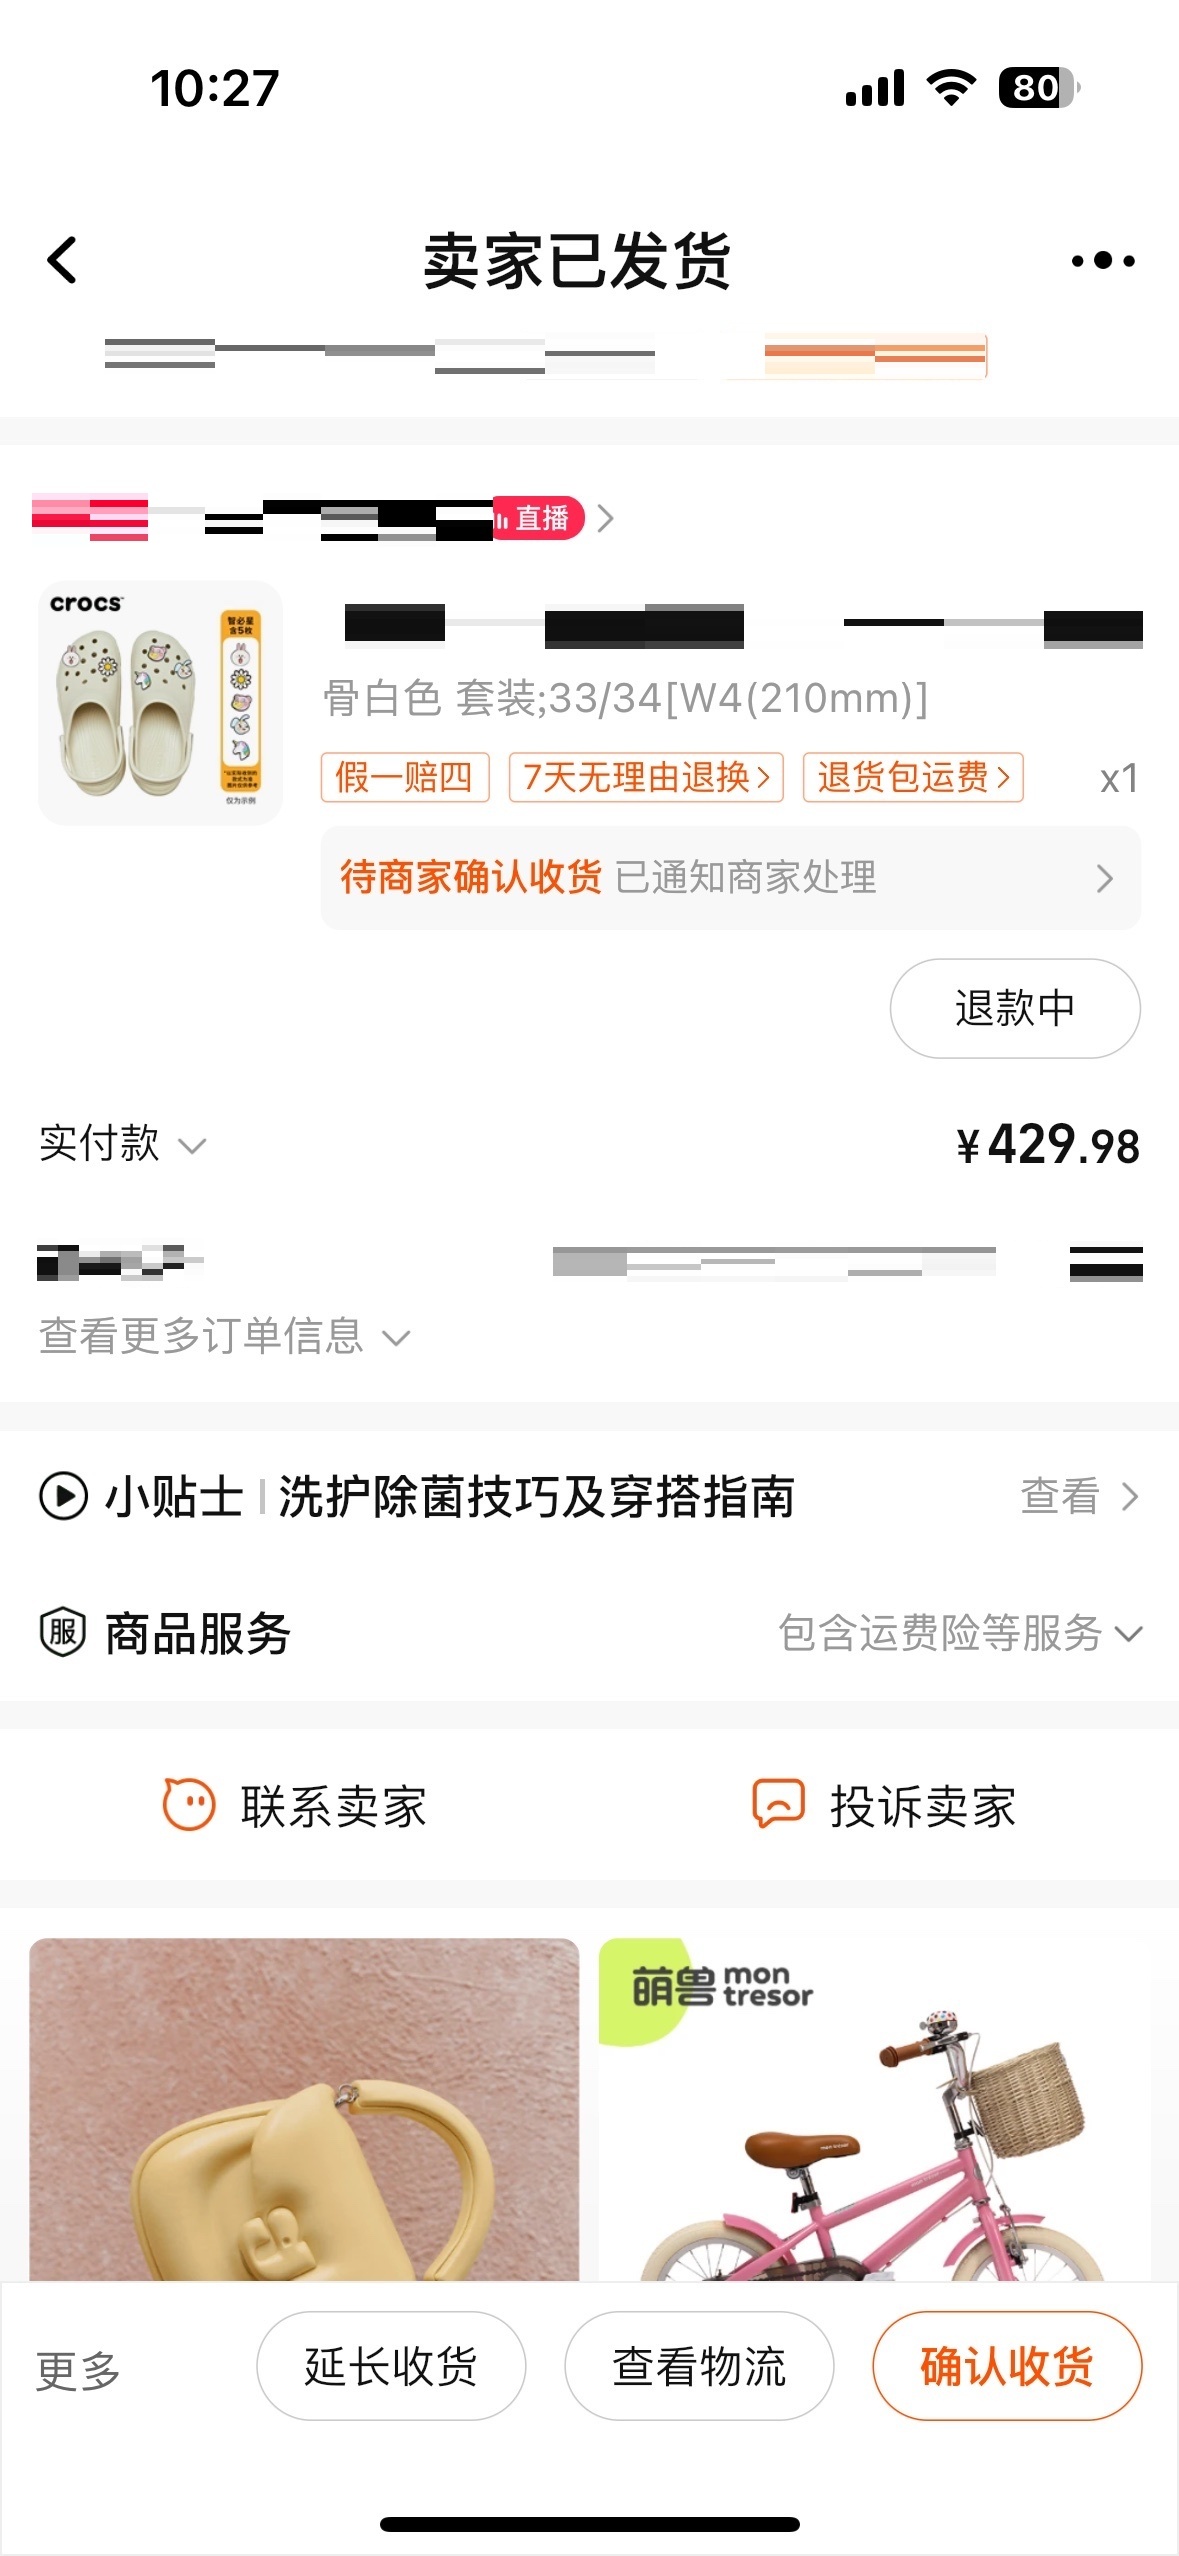 10:27
80
卖家已发货
直播
crocs
智必星
含5枚
仅为示例
骨白色 套装;33/34[W4(210mm)]
假一赔四
7天无理由退换
退货包运费
x1
待商家确认收货 已通知商家处理
退款中
实付款
¥429.98
查看更多订单信息
小贴士 | 洗护除菌技巧及穿搭指南
查看
服
商品服务
包含运费险等服务
联系卖家
投诉卖家
萌兽 mon
tresor
更多
延长收货
查看物流
确认收货